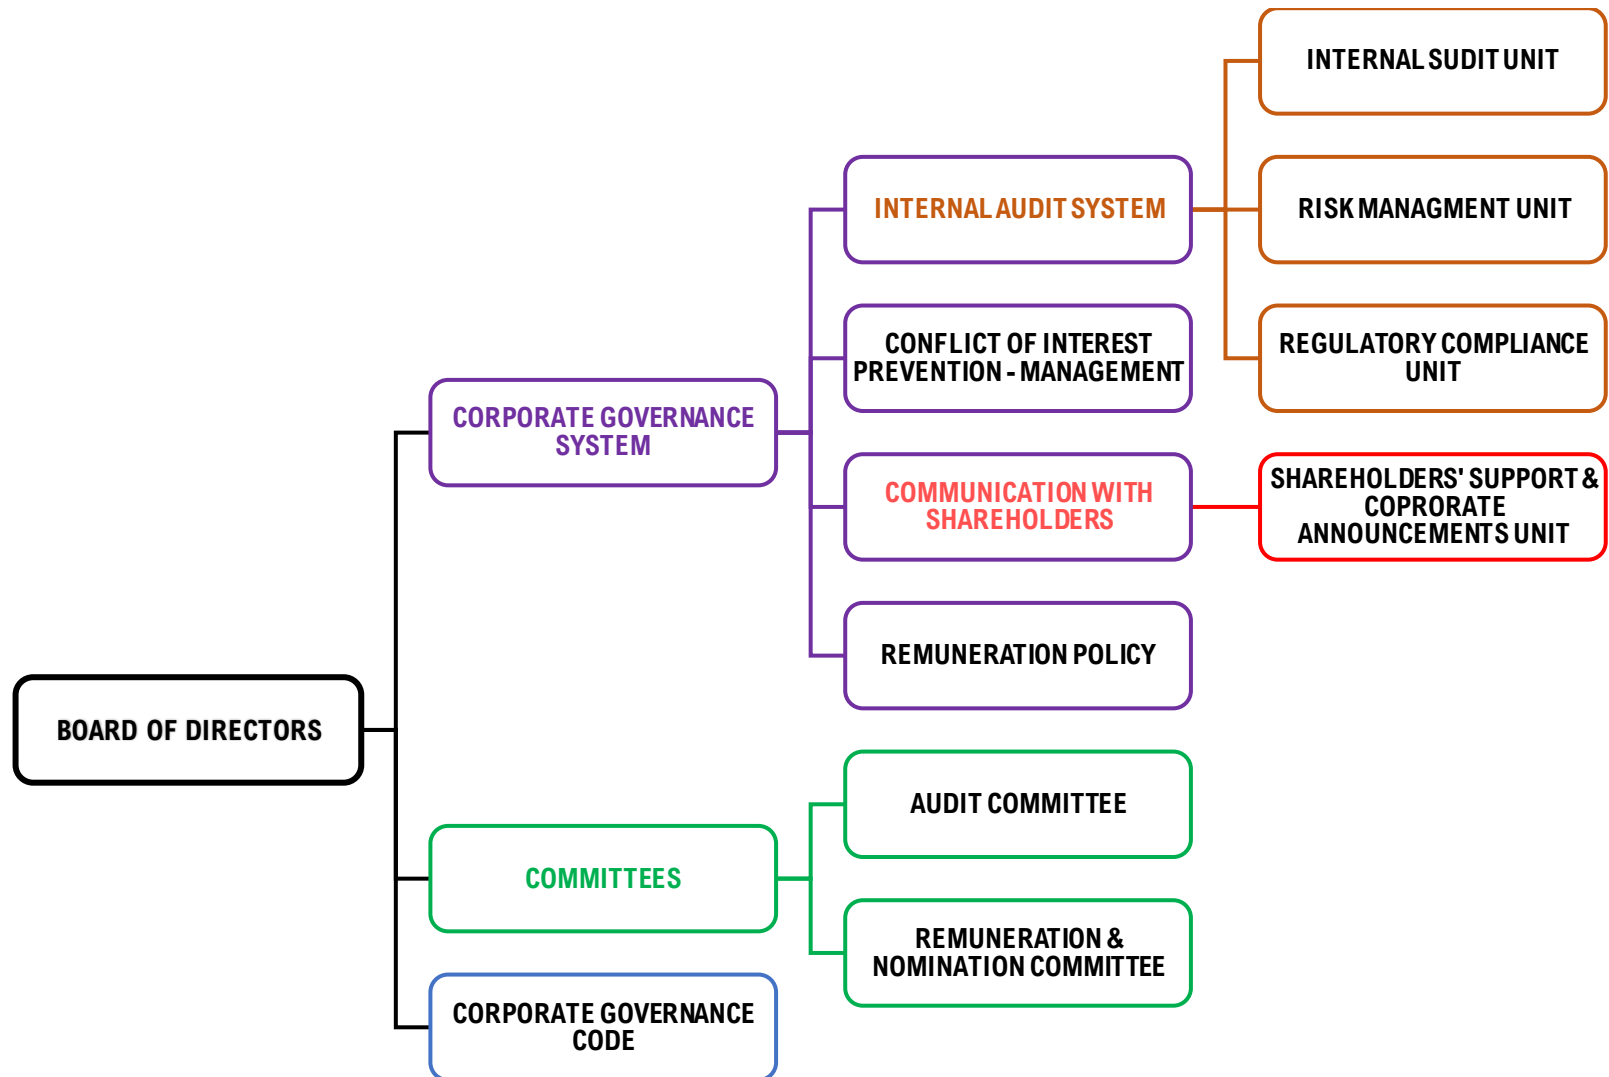 INTERNAL SUDIT UNIT
INTERNAL AUDIT SYSTEM
RISK MANAGMENT UNIT
CONFLICT OF INTEREST
PREVENTION - MANAGEMENT
REGULATORY COMPLIANCE
UNIT
CORPORATE GOVERNANCE
SYSTEM
COMMUNICATION WITH
SHAREHOLDERS
SHAREHOLDERS' SUPPORT &
COPRORATE
ANNOUNCEMENTS UNIT
REMUNERATION POLICY
BOARD OF DIRECTORS
AUDIT COMMITTEE
COMMITTEES
REMUNERATION &
NOMINATION COMMITTEE
CORPORATE GOVERNANCE
CODE